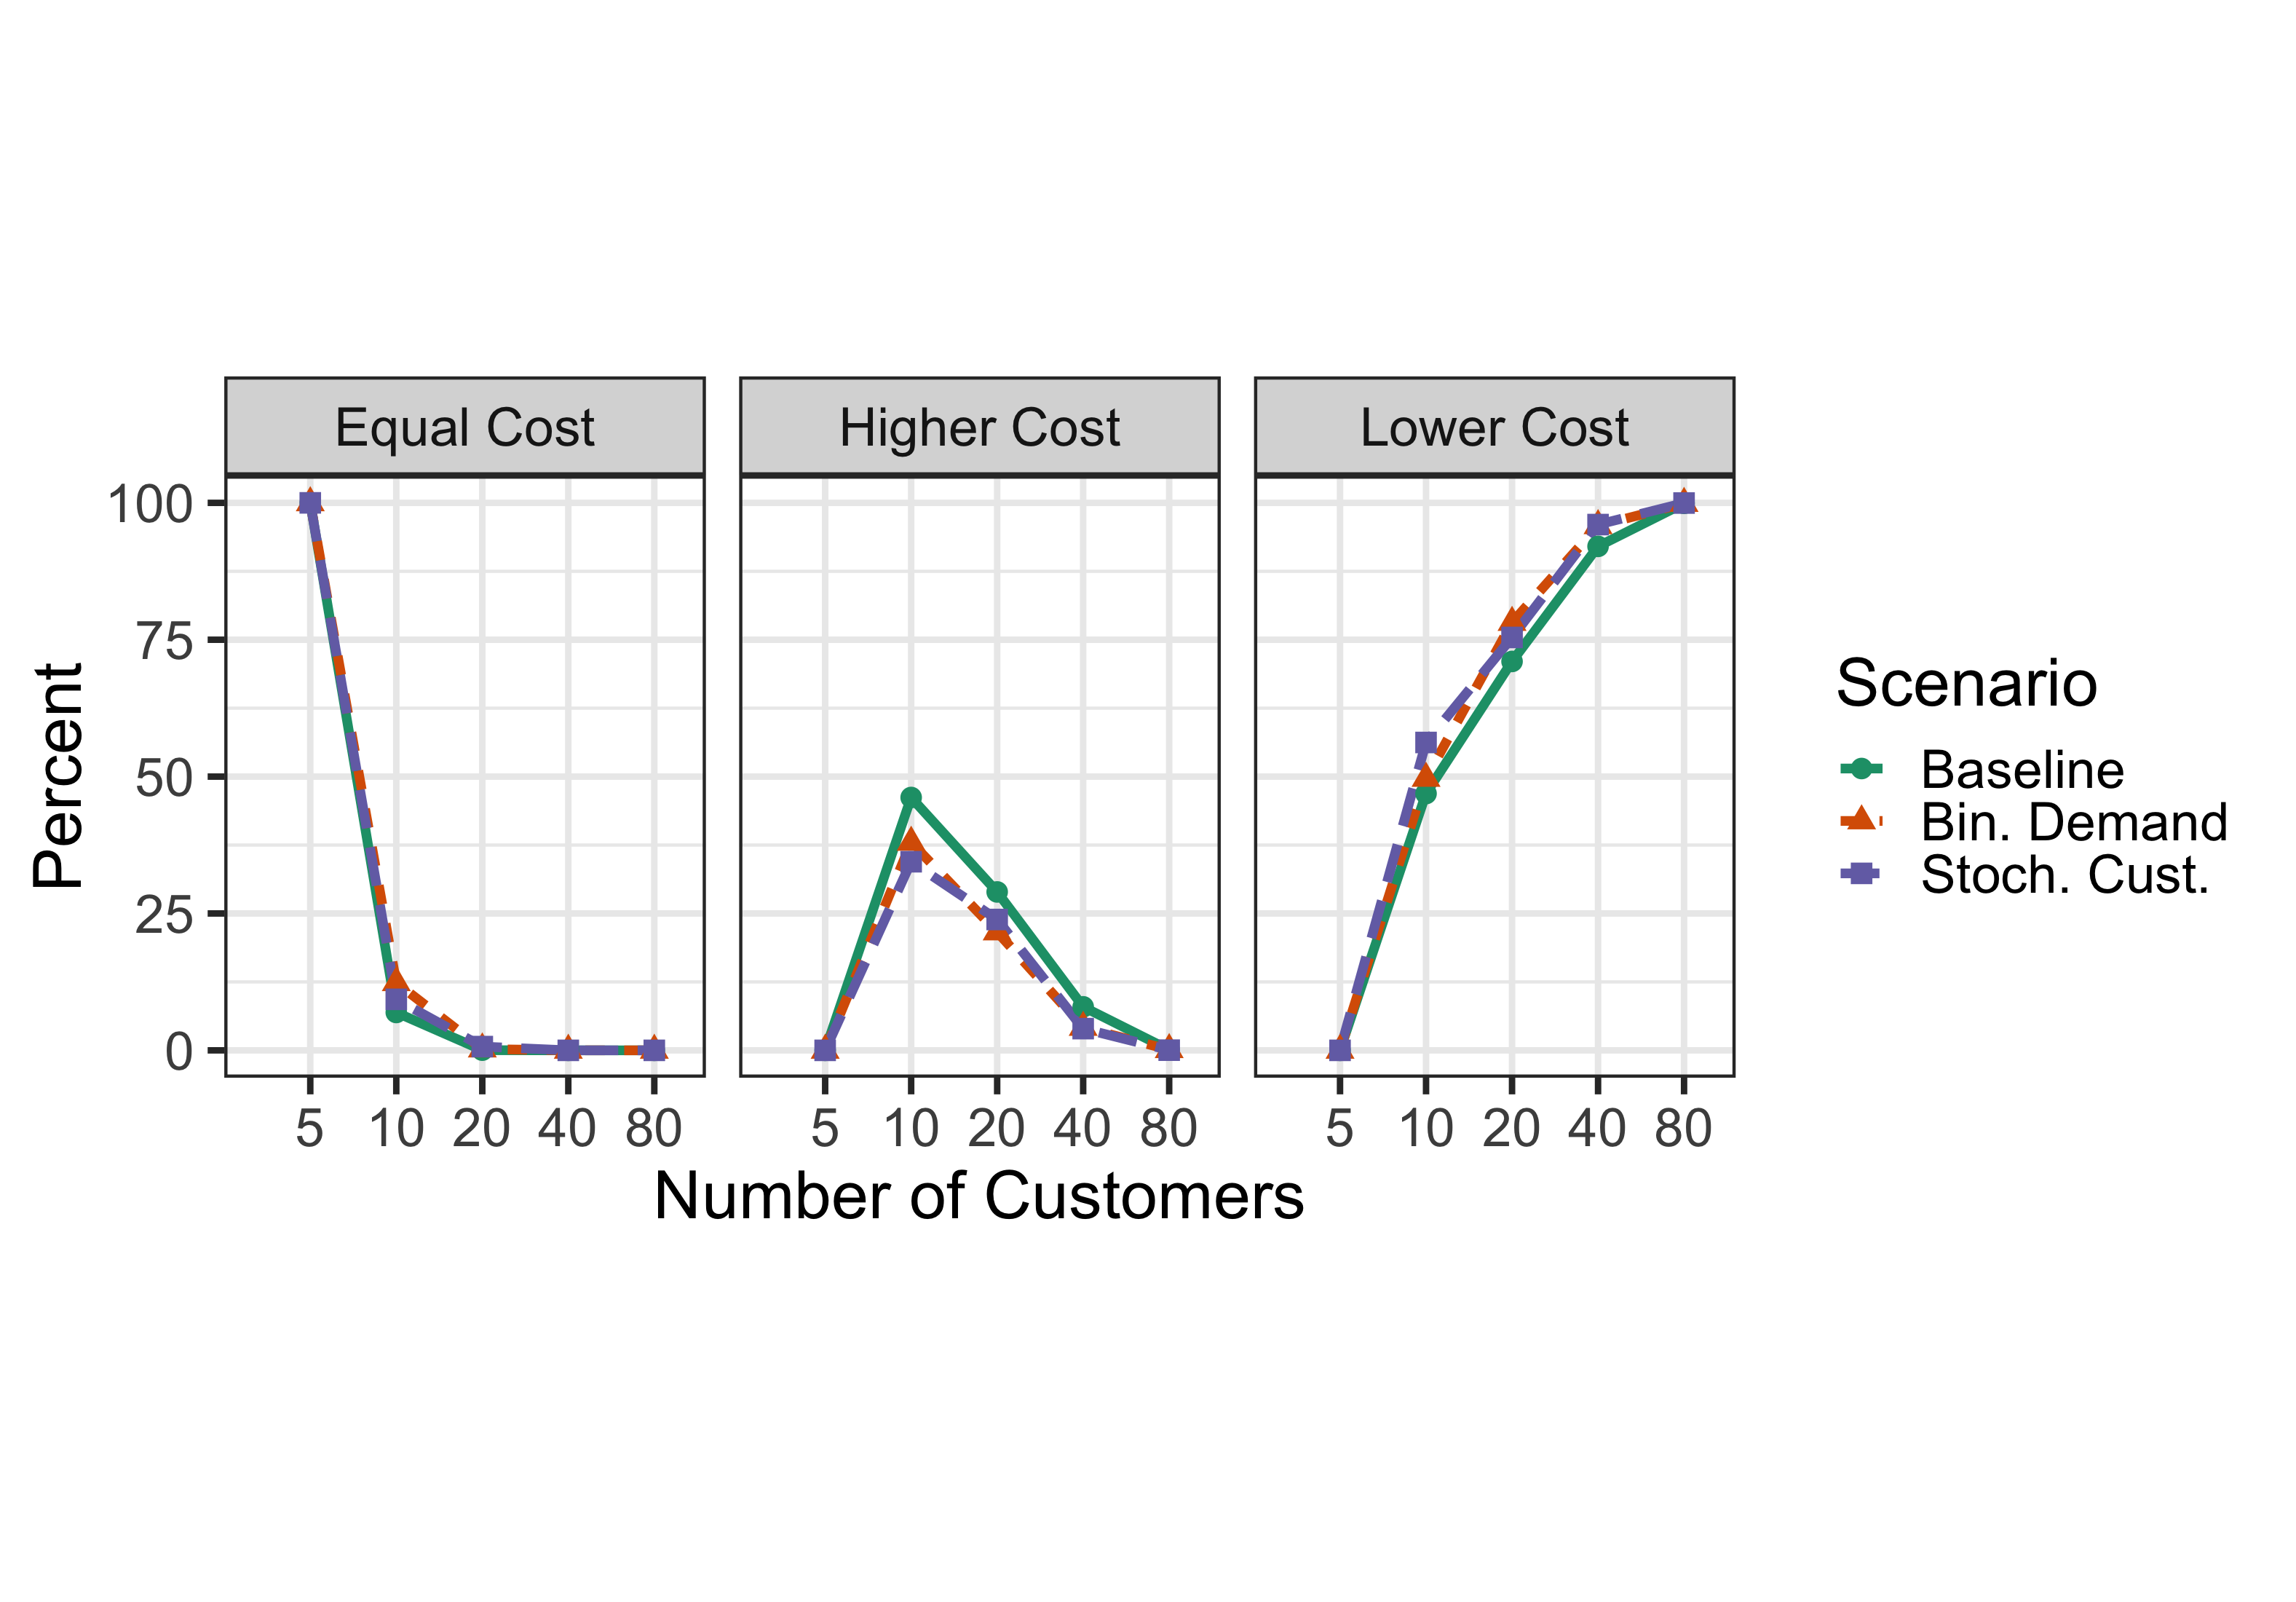 Equal Cost
Higher Cost
Lower Cost
100
75
50
25
0
Percent
5 10 20 40 80
5 10 20 40 80
5 10 20 40 80
Number of Customers
Scenario
Baseline
Bin. Demand
Stoch. Cust.